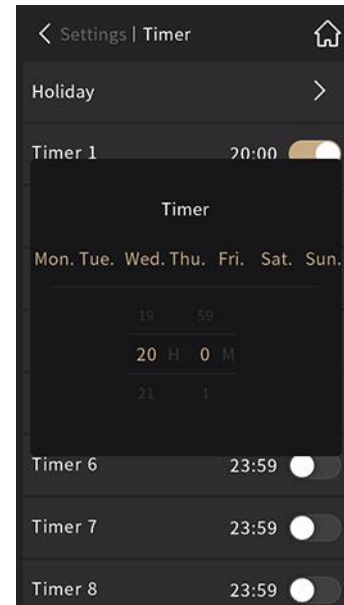 Settings | Timer
Holiday
Timer 1 20:00
Timer
Mon. Tue. Wed. Thu. Fri. Sat. Sun.
19 59
20 H 0 M
21 1
Timer 6 23:59
Timer 7 23:59
Timer 8 23:59